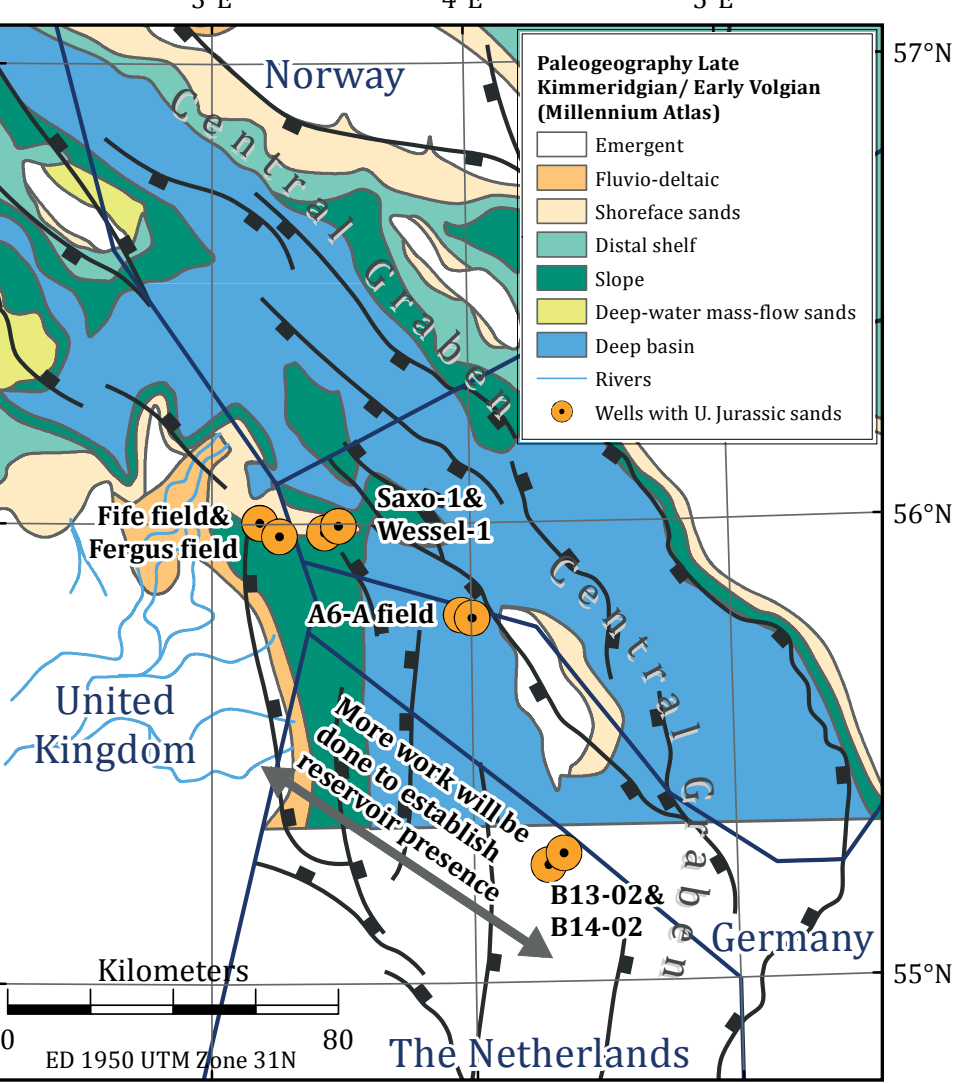 3°E 4°E 5°E
57°N
Norway
Paleogeography Late
Kimmeridgian/ Early Volgian
(Millennium Atlas)
Emergent
Fluvio-deltaic
Shoreface sands
Distal shelf
Slope
Deep-water mass-flow sands
Deep basin
Rivers
Wells with U. Jurassic sands
Central Graben
Saxo-1&
Wessel-1
Fife field&
Fergus field
56°N
A6-A field
Central Graben
United
Kingdom
More work will be
done to establish
reservoir presence
B13-02&
B14-02
Germany
55°N
Kilometers
0 80
ED 1950 UTM Zone 31N
The Netherlands